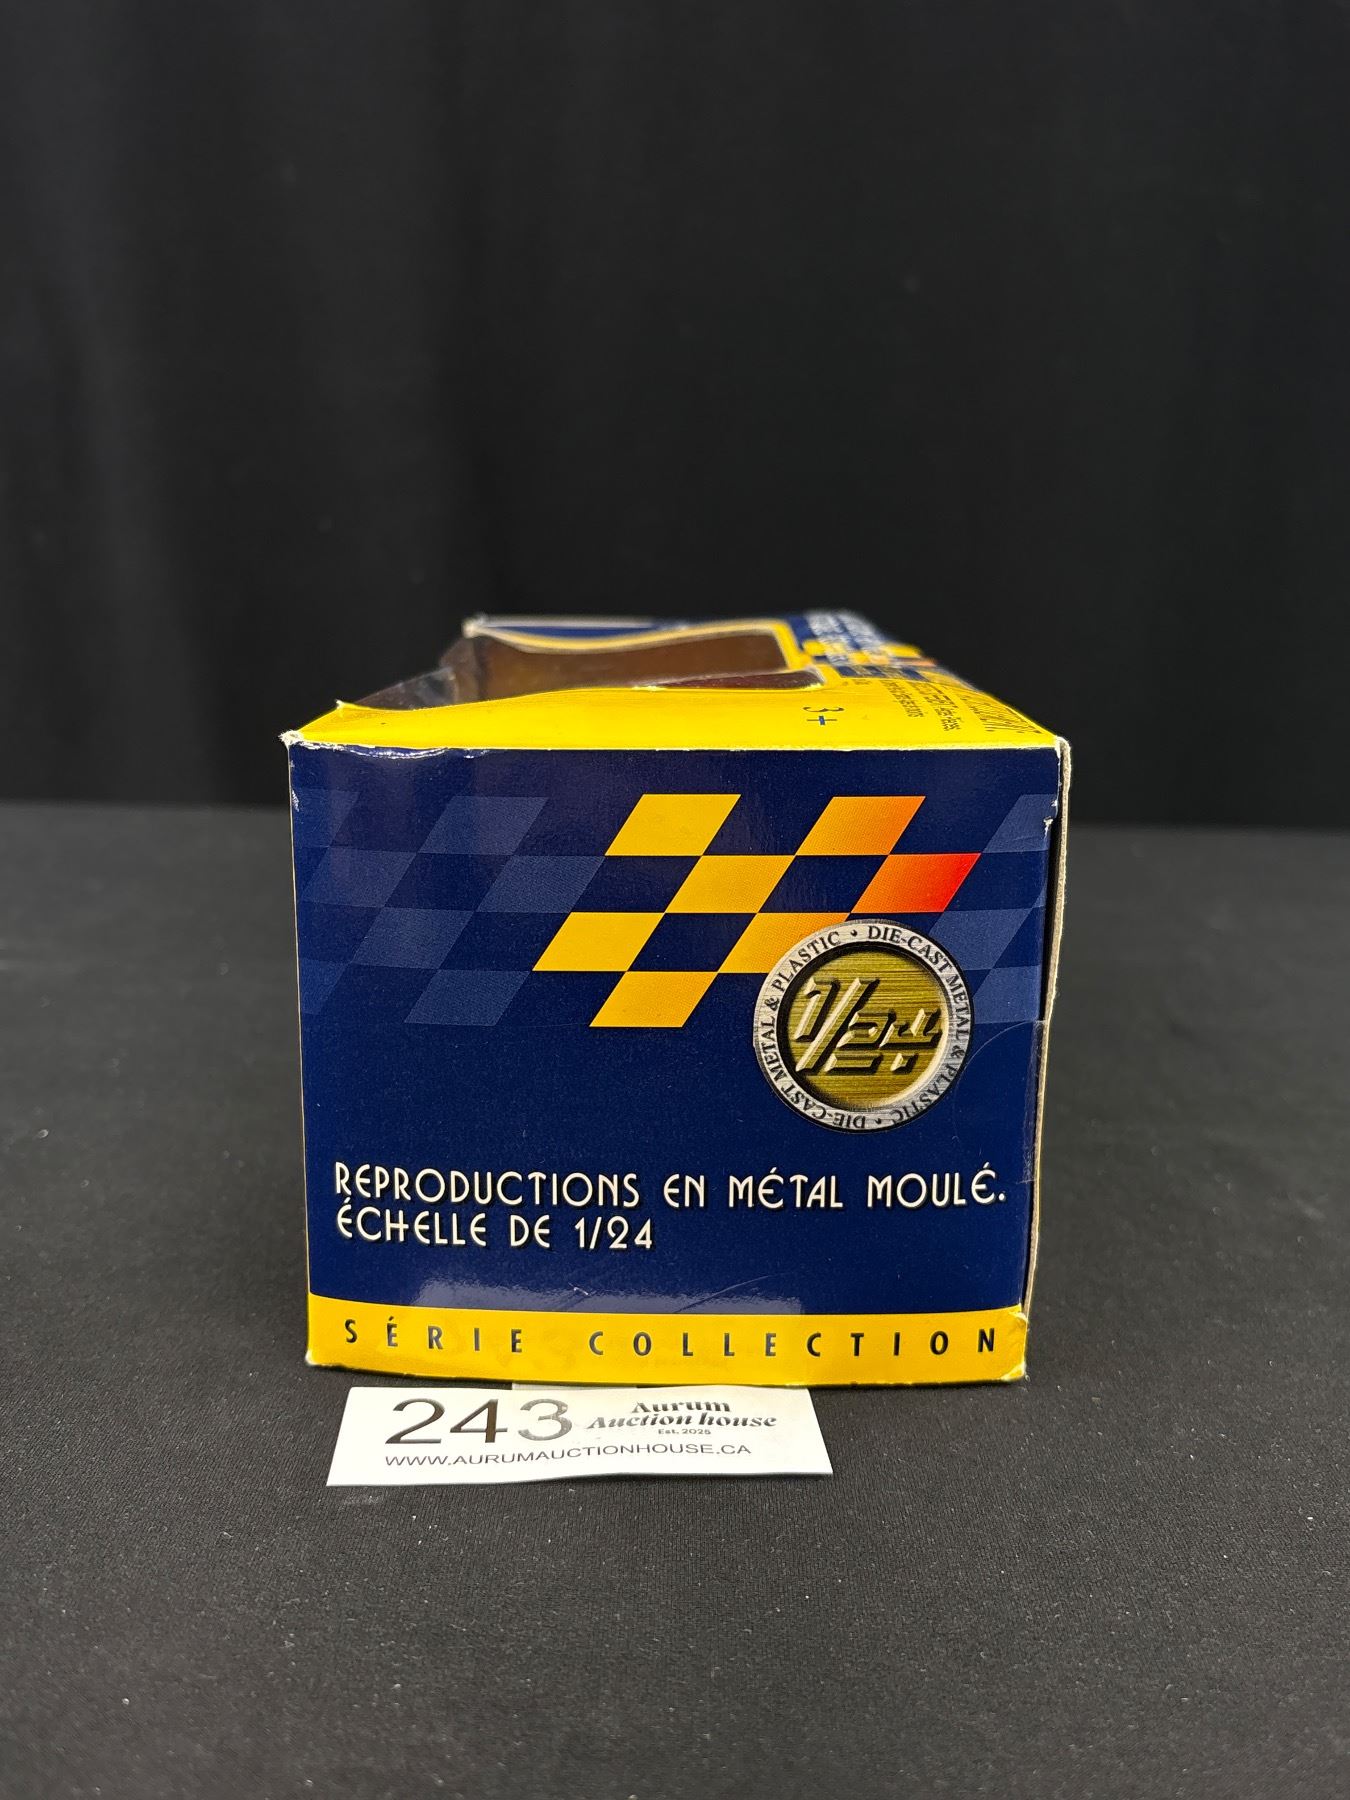 3+
DIE-CAST METAL & PLASTIC • DIE-CAST METAL & PLASTIC •
1/24
REPRODUCTIONS EN MÉTAL MOULÉ.
ÉCHELLE DE 1/24
SÉRIE COLLECTION
243
Aurum
Auction house
Est. 2025
WWW.AURUMAUCTIONHOUSE.CA